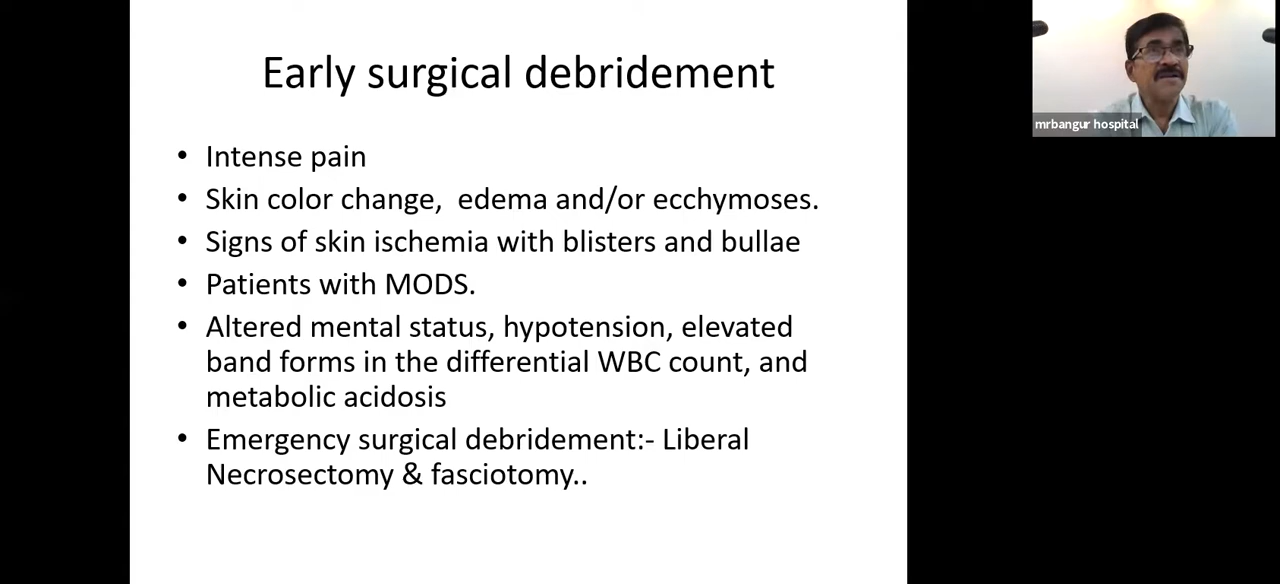 Early surgical debridement
• Intense pain
• Skin color change,  edema and/or ecchymoses.
• Signs of skin ischemia with blisters and bullae
• Patients with MODS.
• Altered mental status, hypotension, elevated
band forms in the differential WBC count, and
metabolic acidosis
• Emergency surgical debridement:- Liberal
Necrosectomy & fasciotomy..
mrbangur hospital